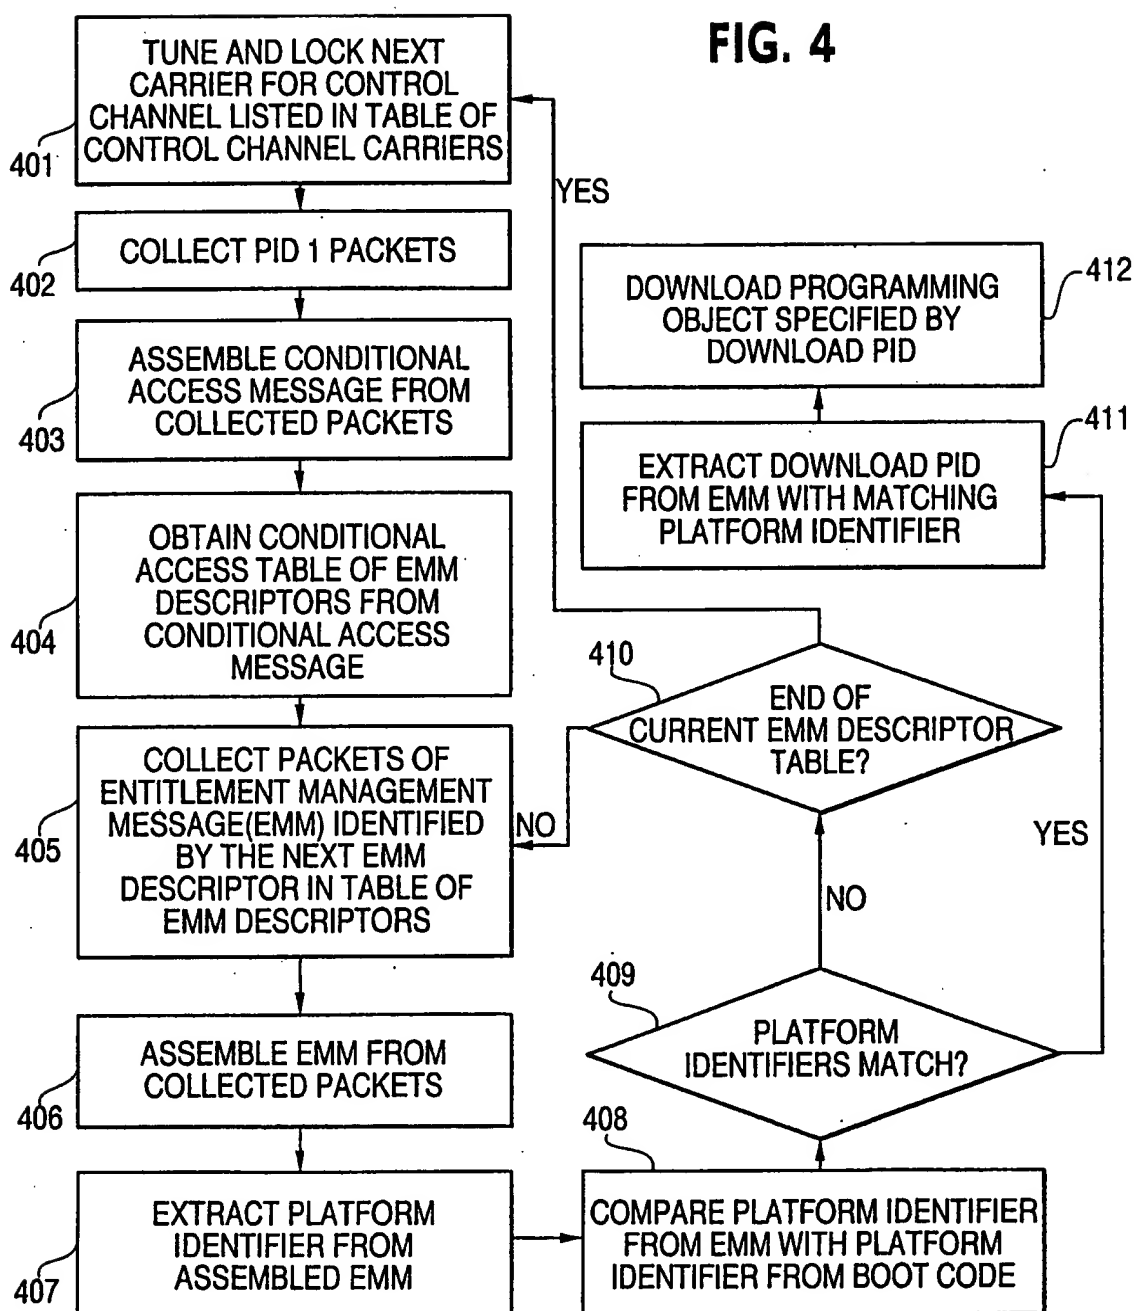 FIG. 4
TUNE AND LOCK NEXT
CARRIER FOR CONTROL
CHANNEL LISTED IN TABLE OF
CONTROL CHANNEL CARRIERS
401
COLLECT PID 1 PACKETS
402
ASSEMBLE CONDITIONAL
ACCESS MESSAGE FROM
COLLECTED PACKETS
403
OBTAIN CONDITIONAL
ACCESS TABLE OF EMM
DESCRIPTORS FROM
CONDITIONAL ACCESS
MESSAGE
404
COLLECT PACKETS OF
ENTITLEMENT MANAGEMENT
MESSAGE(EMM) IDENTIFIED
BY THE NEXT EMM
DESCRIPTOR IN TABLE OF
EMM DESCRIPTORS
405
ASSEMBLE EMM FROM
COLLECTED PACKETS
406
EXTRACT PLATFORM
IDENTIFIER FROM
ASSEMBLED EMM
407
408
COMPARE PLATFORM IDENTIFIER
FROM EMM WITH PLATFORM
IDENTIFIER FROM BOOT CODE
409
PLATFORM
IDENTIFIERS MATCH?
NO
YES
410
END OF
CURRENT EMM DESCRIPTOR
TABLE?
NO
YES
411
EXTRACT DOWNLOAD PID
FROM EMM WITH MATCHING
PLATFORM IDENTIFIER
412
DOWNLOAD PROGRAMMING
OBJECT SPECIFIED BY
DOWNLOAD PID